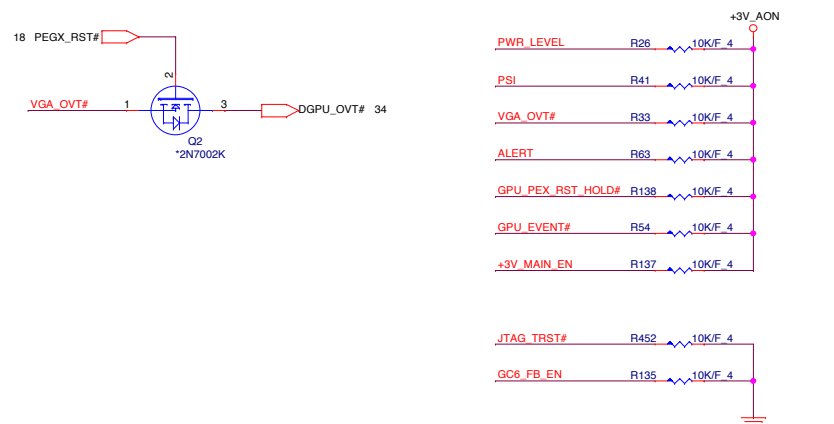 +3V_AON
18 PEGX_RST#
2
VGA_OVT# 1 3 DGPU_OVT# 34
Q2
*2N7002K
PWR_LEVEL R26 10K/F_4
PSI R41 10K/F_4
VGA_OVT# R33 10K/F_4
ALERT R63 10K/F_4
GPU_PEX_RST_HOLD# R138 10K/F_4
GPU_EVENT# R54 10K/F_4
+3V_MAIN_EN R137 10K/F_4
JTAG_TRST# R452 10K/F_4
GC6_FB_EN R135 10K/F_4